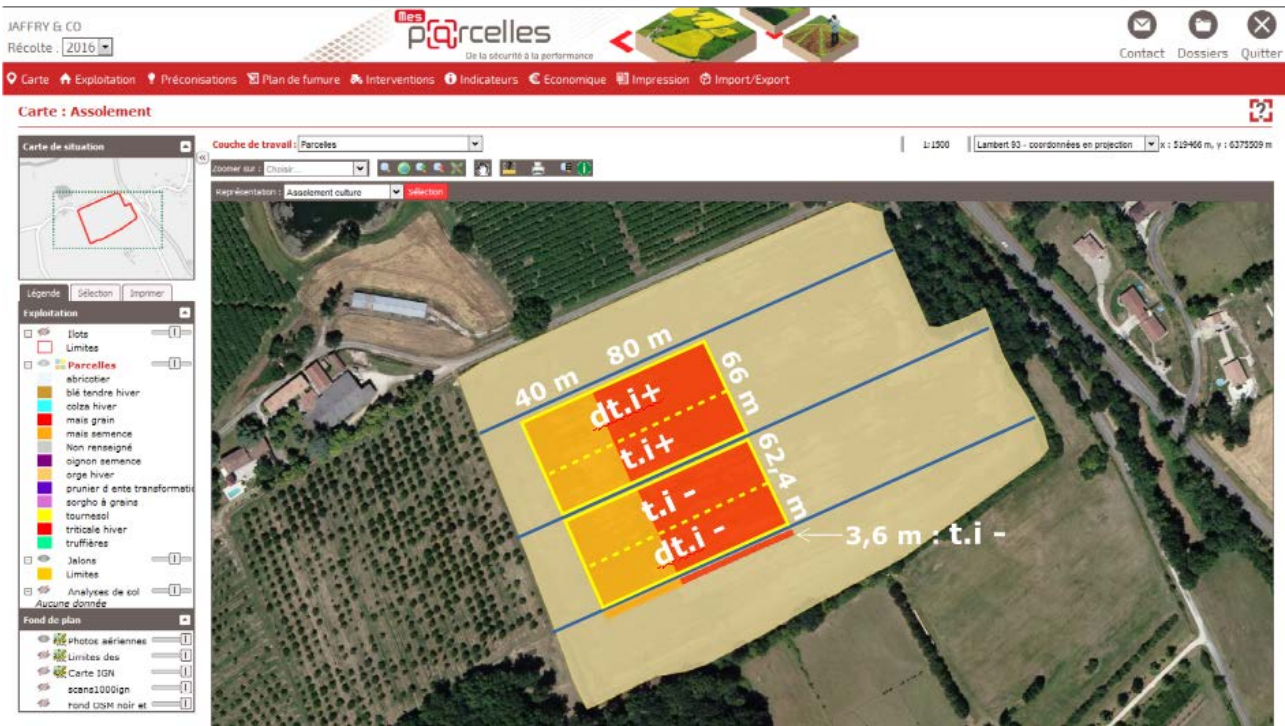 JAFFRY & CO
Récolte . 2016
Mes
p@rcelles
De la sécurité à la performance
Contact Dossiers Quitter
Carte Exploitation Préconisations Plan de fumure Interventions Indicateurs Economique Impression Import/Export
Carte : Assolement
[?]
Carte de situation
Couche de travail : Parcelles
1:1500 Lambert 93 - coordonnées en projection x : 519466 m, y : 6375509 m
Zoomer sur : Choisir...
Représentation : Assolement culture Sélection
Légende Sélection Imprimer
Exploitation
Ilots
Limites
Parcelles
abricotier
blé tendre hiver
colza hiver
mais grain
mais semence
Non renseigné
oignon semence
orge hiver
prunier d ente transformatio
sorgho à grains
tournesol
triticale hiver
truffières
Jalons
Limites
Analyses de sol
Aucune donnée
Fond de plan
Photos aériennes
Limites des
Carte IGN
scans1000ign
Fond OSM noir et
40 m
80 m
66 m
62,4 m
dt.i+
t.i+
t.i -
dt.i -
3,6 m : t.i -